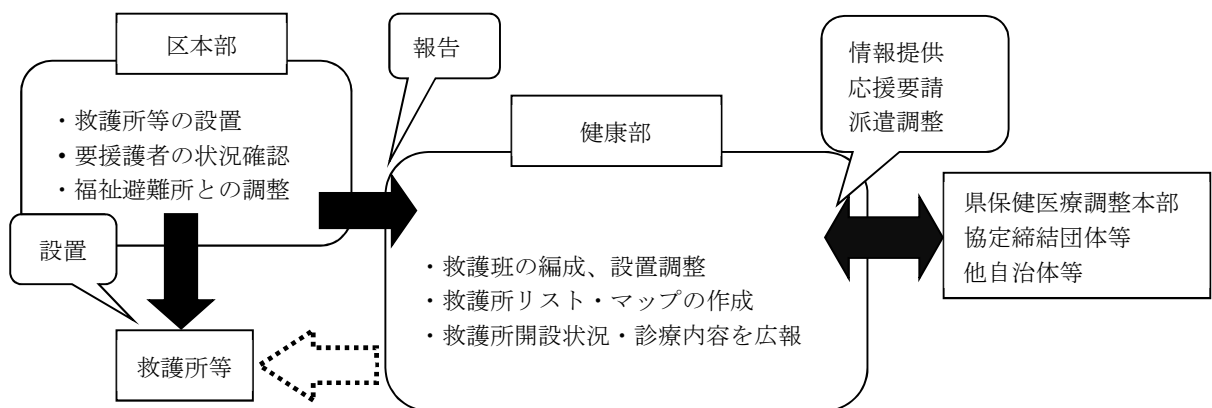 区本部
・救護所等の設置
・要援護者の状況確認
・福祉避難所との調整
設置
救護所等
報告
健康部
・救護班の編成、設置調整
・救護所リスト・マップの作成
・救護所開設状況・診療内容を広報
情報提供
応援要請
派遣調整
県保健医療調整本部
協定締結団体等
他自治体等